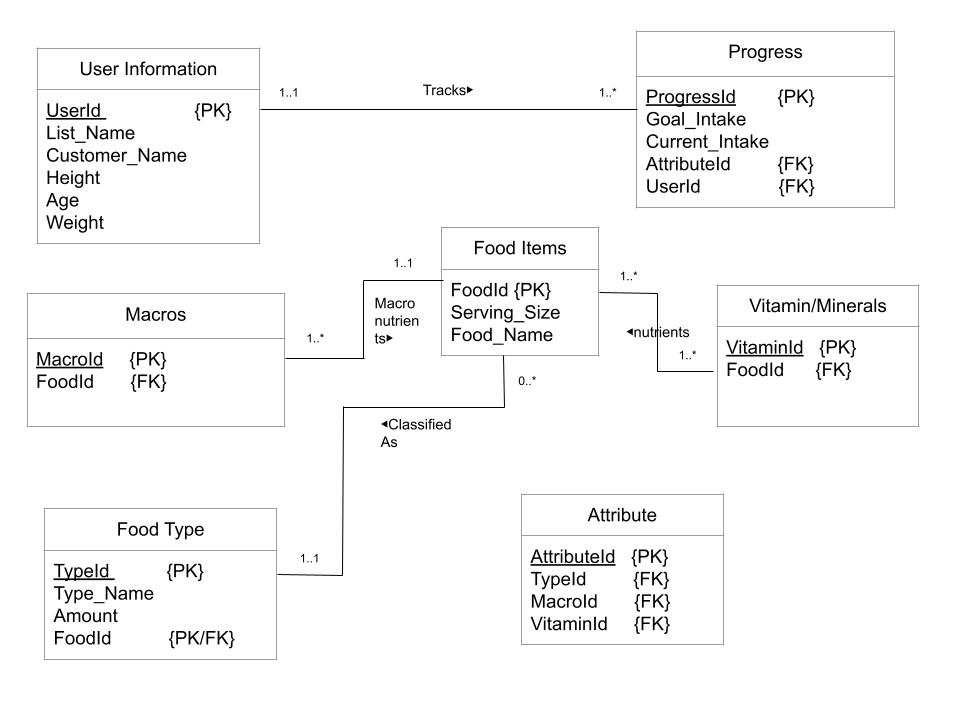 User Information
UserId {PK}
List_Name
Customer_Name
Height
Age
Weight
1..1
Tracks
1..*
Progress
ProgressId {PK}
Goal_Intake
Current_Intake
AttributeId {FK}
UserId {FK}
Food Items
FoodId {PK}
Serving_Size
Food_Name
1..1
Macro
nutrien
ts
1..*
Macros
MacroId {PK}
FoodId {FK}
1..*
nutrients
1..*
Vitamin/Minerals
VitaminId {PK}
FoodId {FK}
0..*
Classified
As
1..1
Food Type
TypeId {PK}
Type_Name
Amount
FoodId {PK/FK}
Attribute
AttributeId {PK}
TypeId {FK}
MacroId {FK}
VitaminId {FK}